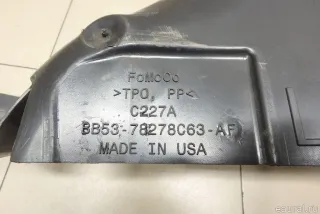 FoMoCo
>TPO, PP<
C227A
BB53-78278C63-AF
MADE IN USA